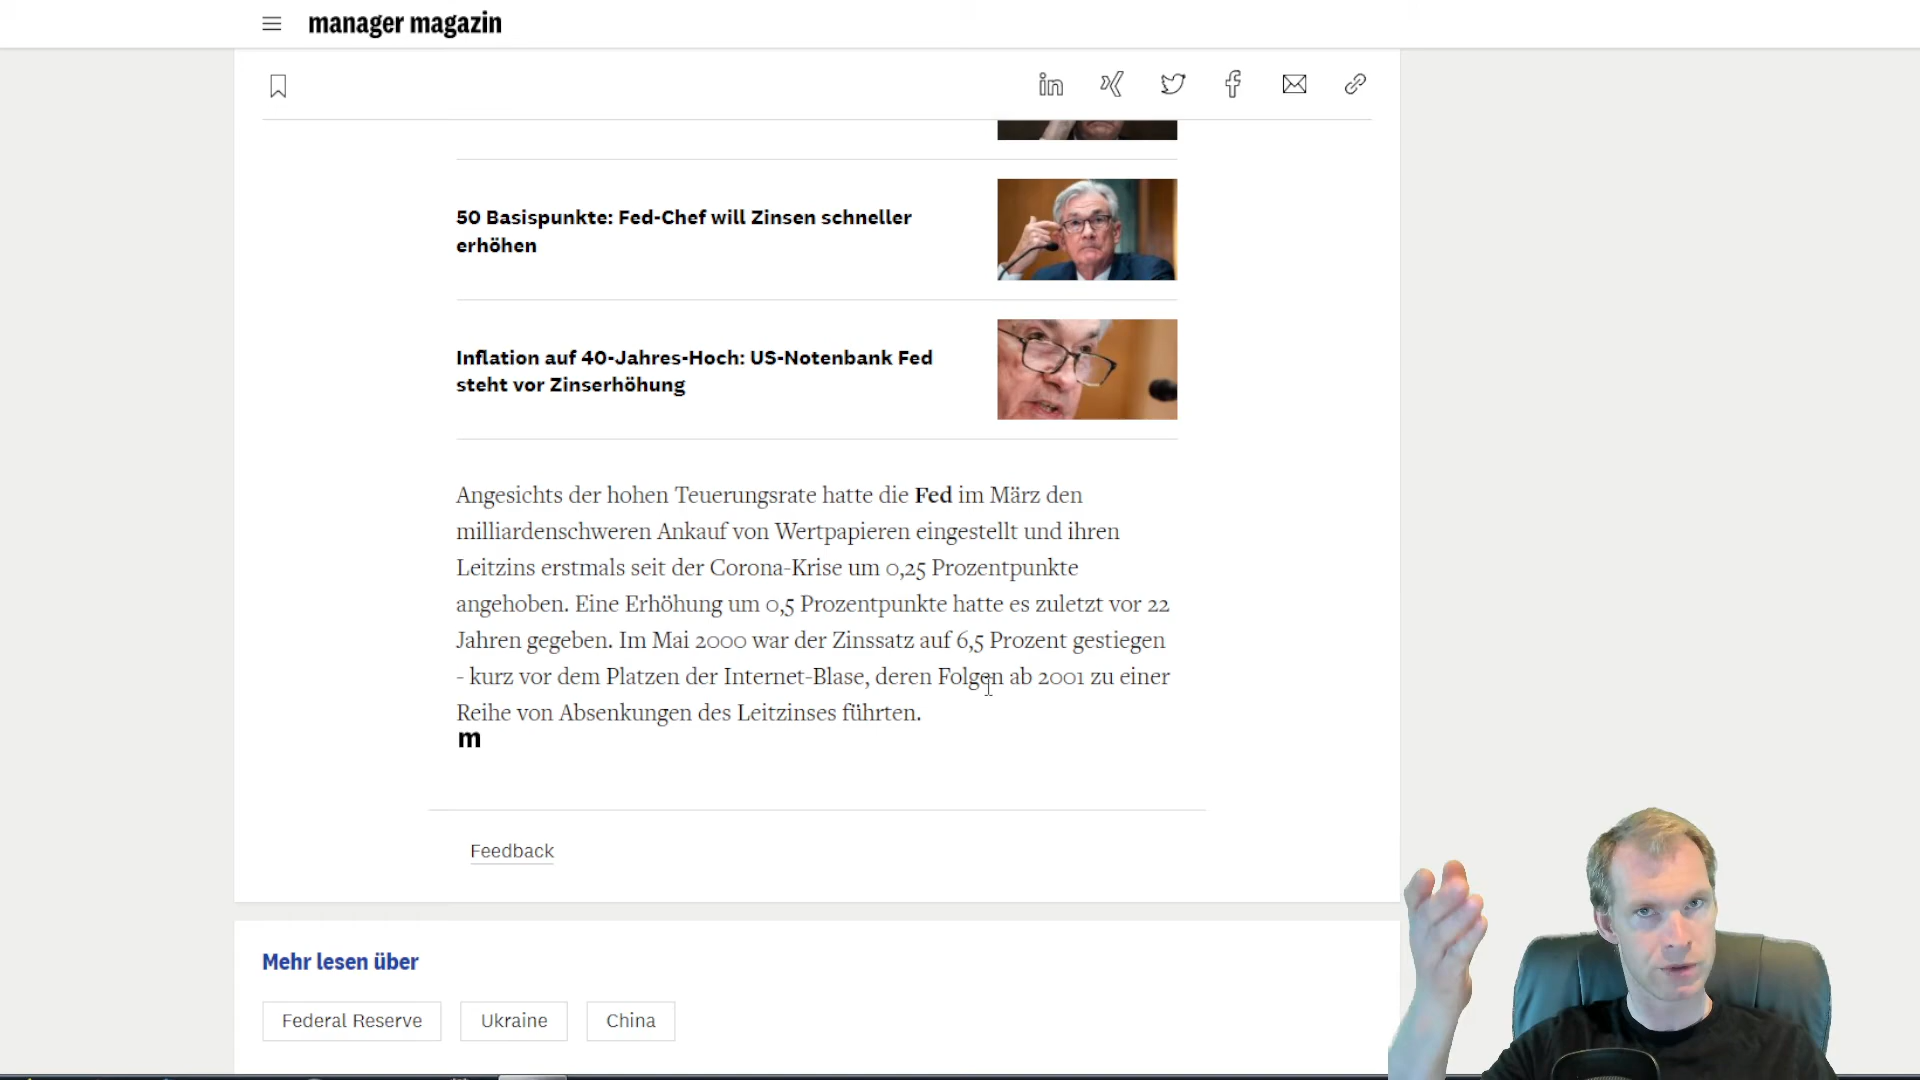 manager magazin
50 Basispunkte: Fed-Chef will Zinsen schneller
erhöhen
Inflation auf 40-Jahres-Hoch: US-Notenbank Fed
steht vor Zinserhöhung
Angesichts der hohen Teuerungsrate hatte die Fed im März den
milliardenschweren Ankauf von Wertpapieren eingestellt und ihren
Leitzins erstmals seit der Corona-Krise um 0,25 Prozentpunkte
angehoben. Eine Erhöhung um 0,5 Prozentpunkte hatte es zuletzt vor 22
Jahren gegeben. Im Mai 2000 war der Zinssatz auf 6,5 Prozent gestiegen
- kurz vor dem Platzen der Internet-Blase, deren Folgen ab 2001 zu einer
Reihe von Absenkungen des Leitzinses führten.
m
Feedback
Mehr lesen über
Federal Reserve
Ukraine
China